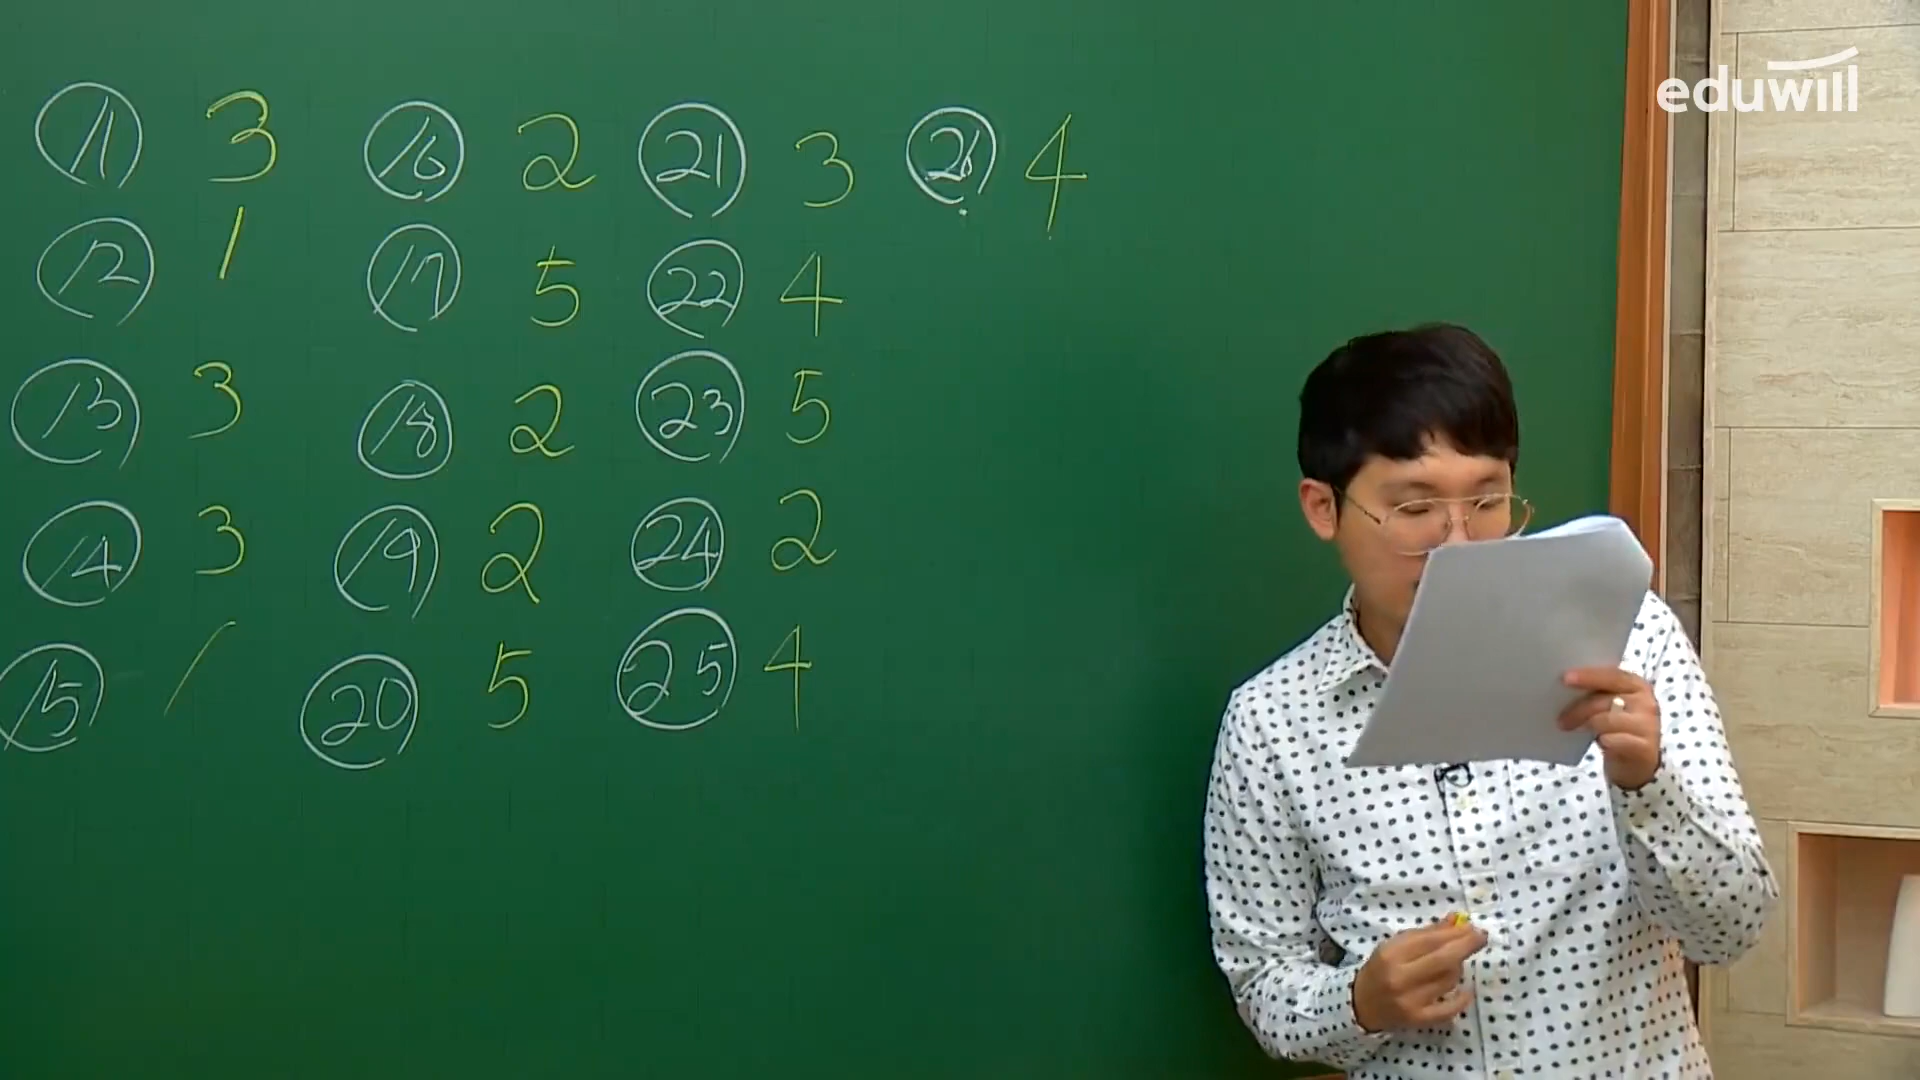 eduwill
⑪ 3 ⑯ 2 ㉑ 3 ㉖ 4
⑫ 1 ⑰ 5 ㉒ 4
⑬ 3 ⑱ 2 ㉓ 5
⑭ 3 ⑲ 2 ㉔ 2
⑮ 1 ⑳ 5 ㉕ 4